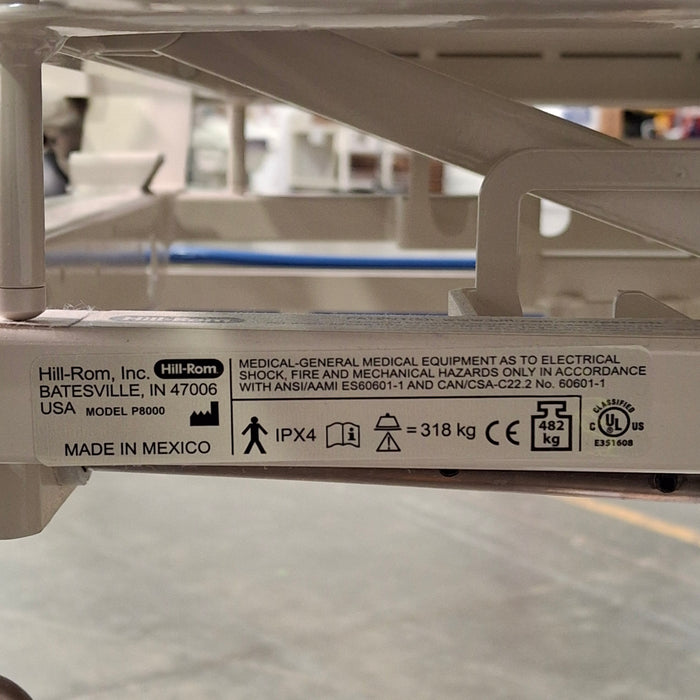 Hill-Rom, Inc. Hill-Rom
BATESVILLE, IN 47006
USA MODEL P8000
MADE IN MEXICO
MEDICAL-GENERAL MEDICAL EQUIPMENT AS TO ELECTRICAL
SHOCK, FIRE AND MECHANICAL HAZARDS ONLY IN ACCORDANCE
WITH ANSI/AAMI ES60601-1 AND CAN/CSA-C22.2 No. 60601-1
IPX4
= 318 kg
CE
482
kg
CLASSIFIED
C UL US
E351608